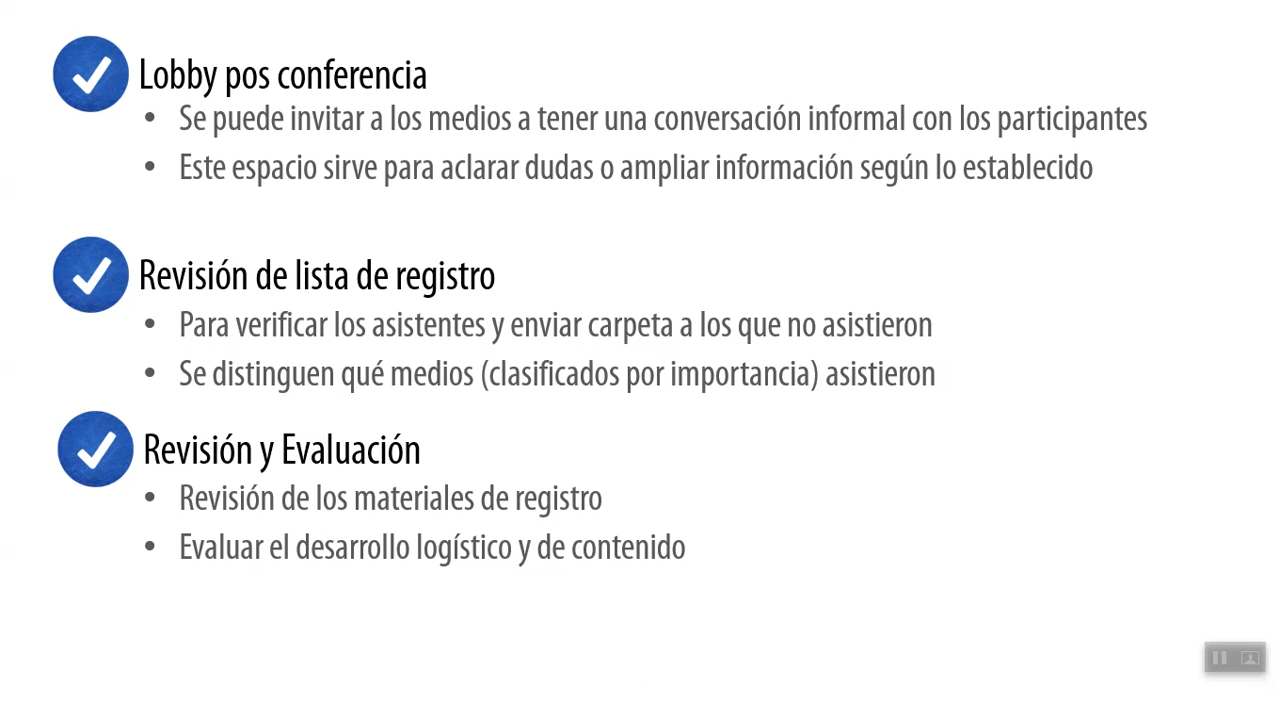 Lobby pos conferencia
• Se puede invitar a los medios a tener una conversación informal con los participantes
• Este espacio sirve para aclarar dudas o ampliar información según lo establecido
Revisión de lista de registro
• Para verificar los asistentes y enviar carpeta a los que no asistieron
• Se distinguen qué medios (clasificados por importancia) asistieron
Revisión y Evaluación
• Revisión de los materiales de registro
• Evaluar el desarrollo logístico y de contenido